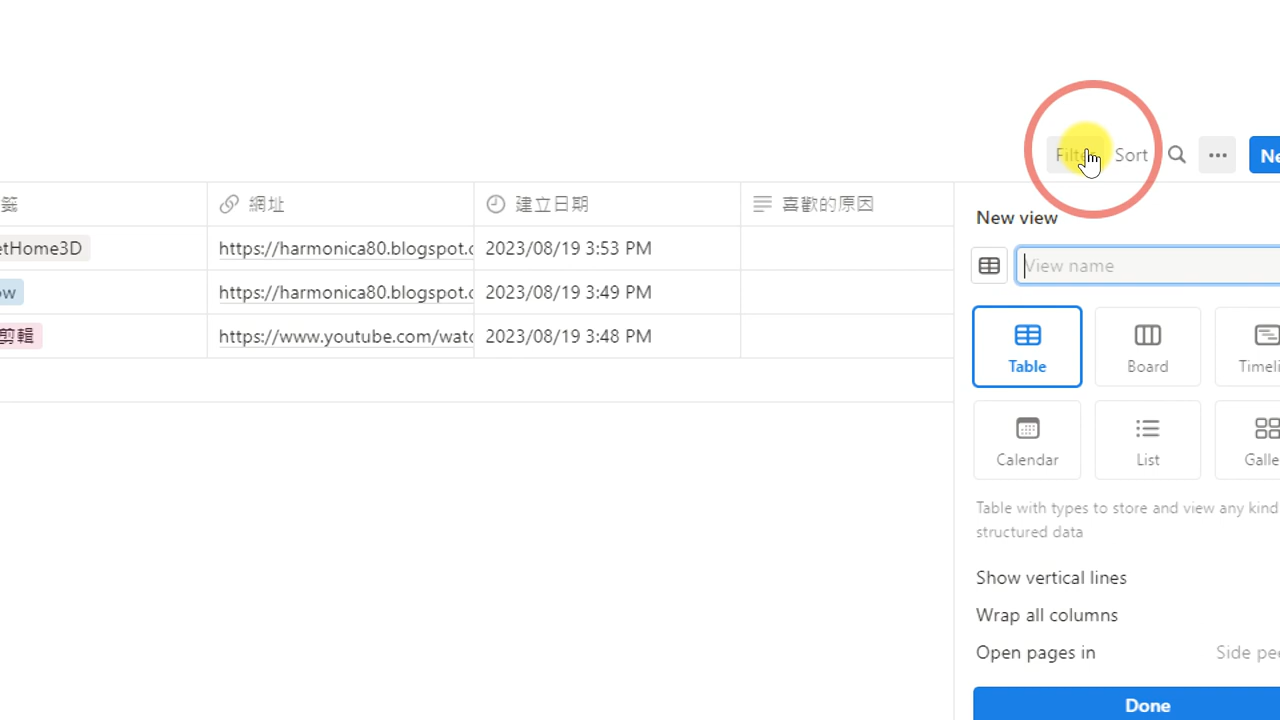 Filter Sort
籤 網址 建立日期 喜歡的原因
etHome3D https://harmonica80.blogspot.c 2023/08/19 3:53 PM
ow https://harmonica80.blogspot.c 2023/08/19 3:49 PM
剪輯 https://www.youtube.com/watc 2023/08/19 3:48 PM
Ne
New view
View name
Table Board Timeli
Calendar List Galle
Table with types to store and view any kind
structured data
Show vertical lines
Wrap all columns
Open pages in Side pee
Done